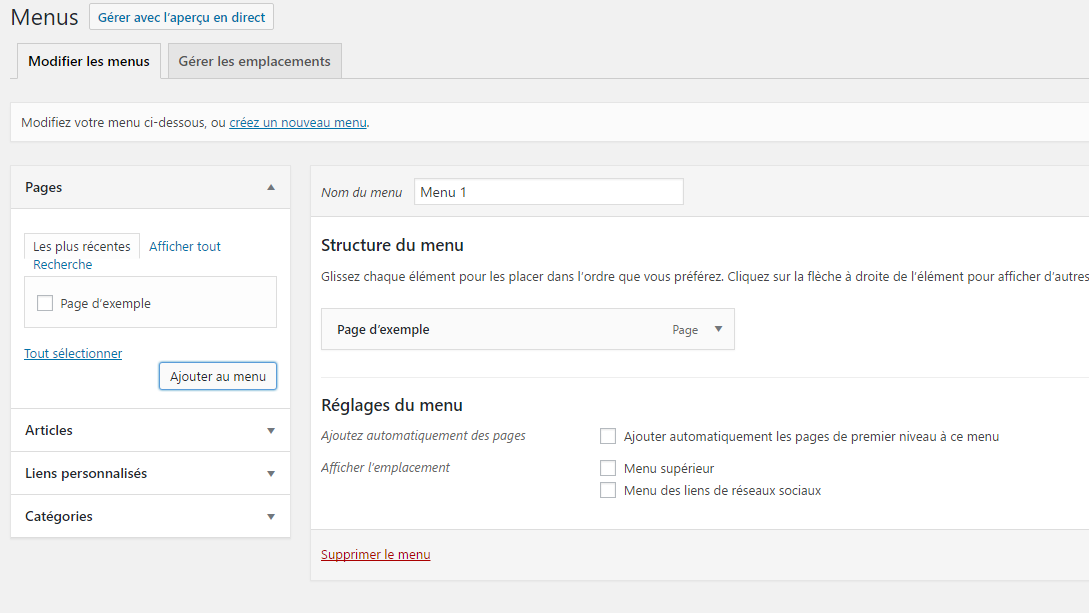 Menus
Gérer avec l’aperçu en direct
Modifier les menus
Gérer les emplacements
Modifiez votre menu ci-dessous, ou créez un nouveau menu.
Pages
Les plus récentes
Afficher tout
Recherche
Page d’exemple
Tout sélectionner
Ajouter au menu
Articles
Liens personnalisés
Catégories
Nom du menu
Menu 1
Structure du menu
Glissez chaque élément pour les placer dans l’ordre que vous préférez. Cliquez sur la flèche à droite de l’élément pour afficher d’autres
Page d’exemple
Page
Réglages du menu
Ajoutez automatiquement des pages
Ajouter automatiquement les pages de premier niveau à ce menu
Afficher l’emplacement
Menu supérieur
Menu des liens de réseaux sociaux
Supprimer le menu